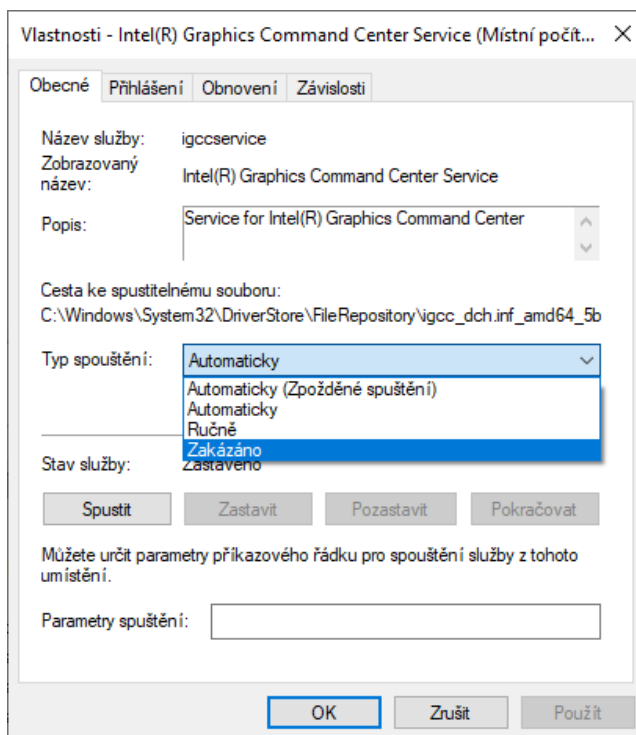 Vlastnosti - Intel(R) Graphics Command Center Service (Místní počít...
Obecné Přihlášení Obnovení Závislosti
Název služby: igccservice
Zobrazovaný název: Intel(R) Graphics Command Center Service
Popis: Service for Intel(R) Graphics Command Center
Cesta ke spustitelnému souboru:
C:\Windows\System32\DriverStore\FileRepository\igcc_dch.inf_amd64_5b
Typ spouštění: Automaticky
Automaticky (Zpožděné spuštění)
Automaticky
Ručně
Zakázáno
Stav služby: Zastaveno
Spustit Zastavit Pozastavit Pokračovat
Můžete určit parametry příkazového řádku pro spouštění služby z tohoto
umístění.
Parametry spuštění:
OK Zrušit Použít